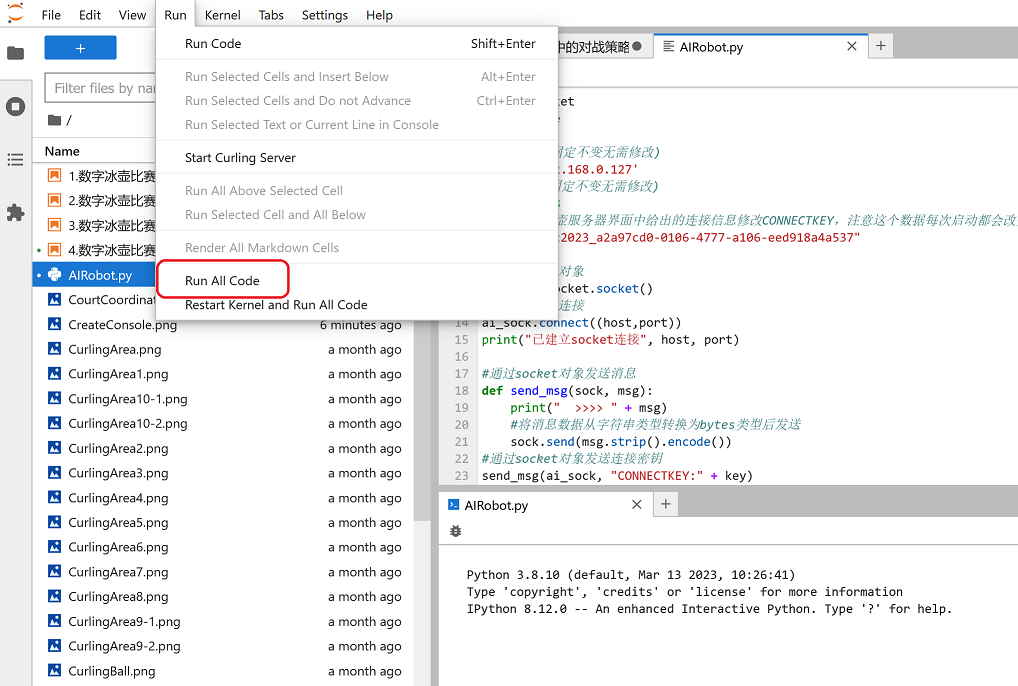 File Edit View Run Kernel Tabs Settings Help
Run Code Shift+Enter
Run Selected Cells and Insert Below Alt+Enter
Run Selected Cells and Do not Advance Ctrl+Enter
Run Selected Text or Current Line in Console
Start Curling Server
Run All Above Selected Cell
Run Selected Cell and All Below
Render All Markdown Cells
Run All Code
Restart Kernel and Run All Code
+
Filter files by na
/
Name
1.数字冰壶比赛
2.数字冰壶比赛
3.数字冰壶比赛
4.数字冰壶比赛
AIRobot.py
CourtCoordina
CreateConsole.png 6 minutes ago
CurlingArea.png a month ago
CurlingArea1.png a month ago
CurlingArea10-1.png a month ago
CurlingArea10-2.png a month ago
CurlingArea2.png a month ago
CurlingArea3.png a month ago
CurlingArea4.png a month ago
CurlingArea5.png a month ago
CurlingArea6.png a month ago
CurlingArea7.png a month ago
CurlingArea8.png a month ago
CurlingArea9-1.png a month ago
CurlingArea9-2.png a month ago
CurlingBall.png a month ago
中的对战策略
AIRobot.py
+
et
定不变无需修改)
.168.0.127'
定不变无需修改)
服务器界面中给出的连接信息修改CONNECTKEY，注意这个数据每次启动都会改
2023_a2a97cd0-0106-4777-a106-eed918a4a537"
对象
ocket.socket()
连接
14 ai_sock.connect((host,port))
15 print("已建立socket连接", host, port)
16
17 #通过socket对象发送消息
18 def send_msg(sock, msg):
19 print("  >>>> " + msg)
20 #将消息数据从字符串类型转换为bytes类型后发送
21 sock.send(msg.strip().encode())
22 #通过socket对象发送连接密钥
23 send_msg(ai_sock, "CONNECTKEY:" + key)
AIRobot.py
+
Python 3.8.10 (default, Mar 13 2023, 10:26:41)
Type 'copyright', 'credits' or 'license' for more information
IPython 8.12.0 -- An enhanced Interactive Python. Type '?' for help.